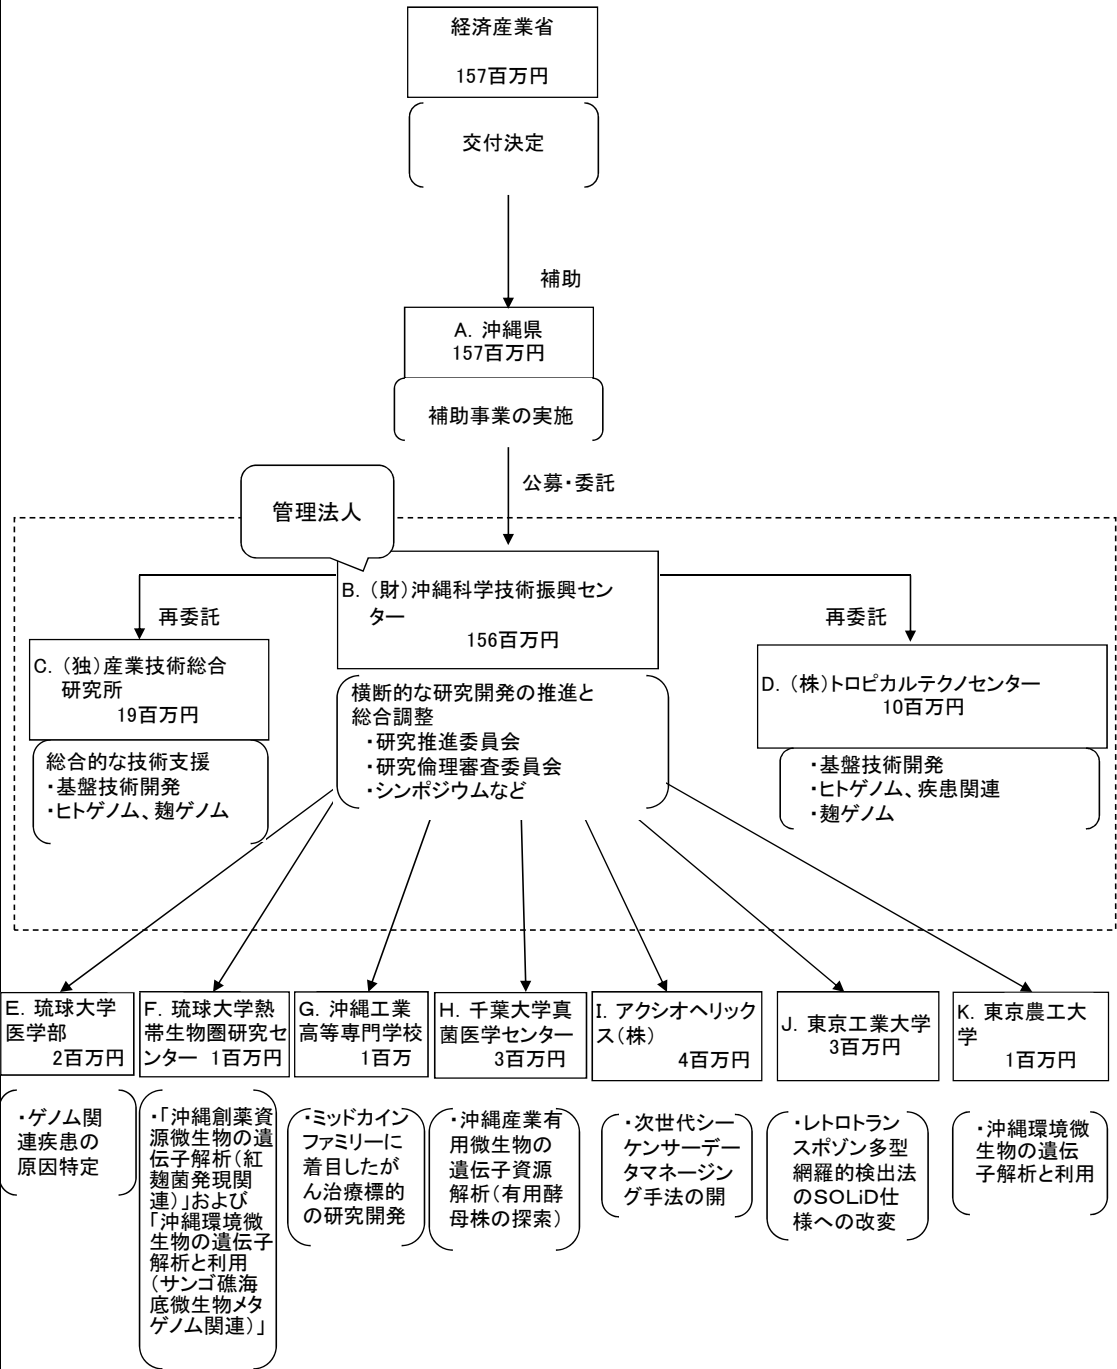 経済産業省
157百万円
交付決定
補助
A. 沖縄県
157百万円
補助事業の実施
公募・委託
管理法人
B. (財)沖縄科学技術振興セン
ター
156百万円
再委託
再委託
C. (独)産業技術総合
研究所
19百万円
D. (株)トロピカルテクノセンター
10百万円
総合的な技術支援
・基盤技術開発
・ヒトゲノム、麹ゲノム
横断的な研究開発の推進と
総合調整
・研究推進委員会
・研究倫理審査委員会
・シンポジウムなど
・基盤技術開発
・ヒトゲノム、疾患関連
・麹ゲノム
E. 琉球大学
医学部
2百万円
F. 琉球大学熱
帯生物圏研究セ
ンター 1百万円
G. 沖縄工業
高等専門学校
1百万
H. 千葉大学真
菌医学センター
3百万円
I. アクシオヘリック
ス(株)
4百万円
J. 東京工業大学
3百万円
K. 東京農工大
学
1百万円
・ゲノム関
連疾患の
原因特定
・「沖縄創薬資
源微生物の遺
伝子解析(紅
麹菌発現関
連)」および
「沖縄環境微
生物の遺伝子
解析と利用
(サンゴ礁海
底微生物メタ
ゲノム関連)」
・ミッドカイン
ファミリーに
着目したが
ん治療標的
の研究開発
・沖縄産業有
用微生物の
遺伝子資源
解析(有用酵
母株の探索)
・次世代シー
ケンサーデー
タマネージン
グ手法の開
・レトロトラン
スポゾン多型
網羅的検出法
のSOLiD仕
様への改変
・沖縄環境微
生物の遺伝
子解析と利用